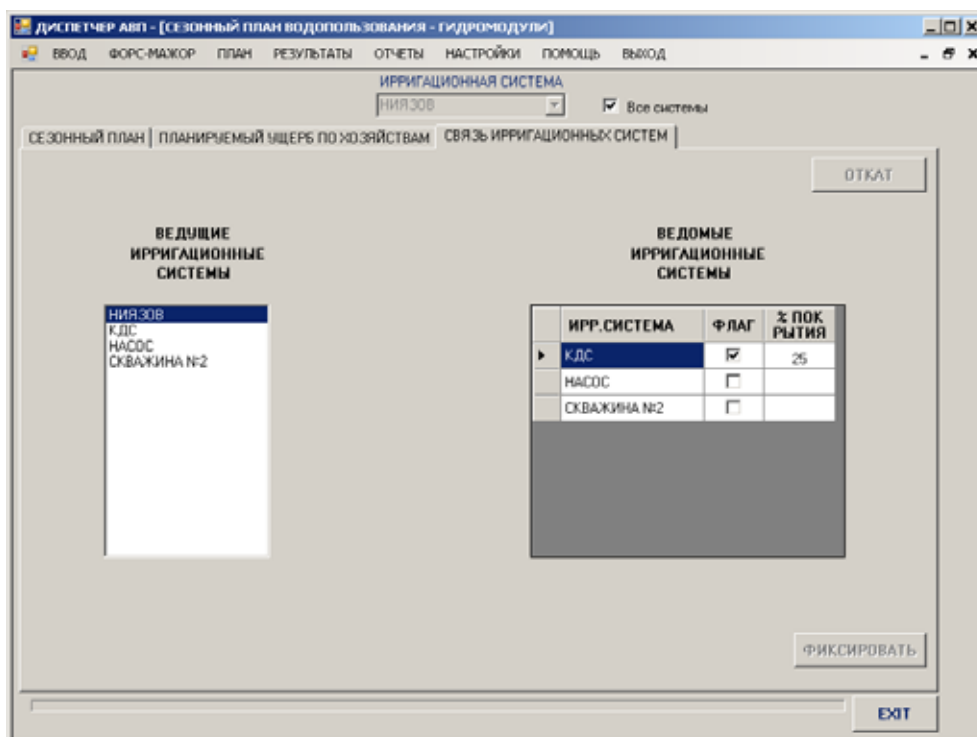 ДИСПЕТЧЕР АВП - [СЕЗОННЫЙ ПЛАН ВОДОПОЛЬЗОВАНИЯ - ГИДРОМОДУЛИ]
ВВОД ФОРС-МАЖОР ПЛАН РЕЗУЛЬТАТЫ ОТЧЕТЫ НАСТРОЙКИ ПОМОЩЬ ВЫХОД
ИРРИГАЦИОННАЯ СИСТЕМА
НИЯЗОВ Все системы
СЕЗОННЫЙ ПЛАН ПЛАНИРУЕМЫЙ УЩЕРБ ПО ХОЗЯЙСТВАМ СВЯЗЬ ИРРИГАЦИОННЫХ СИСТЕМ
ОТКАТ
ВЕДУЩИЕ
ИРРИГАЦИОННЫЕ
СИСТЕМЫ
НИЯЗОВ
КДС
НАСОС
СКВАЖИНА №2
ВЕДОМЫЕ
ИРРИГАЦИОННЫЕ
СИСТЕМЫ
ИРР.СИСТЕМА ФЛАГ % ПОК
РЫТИЯ
КДС 25
НАСОС
СКВАЖИНА №2
ФИКСИРОВАТЬ
EXIT